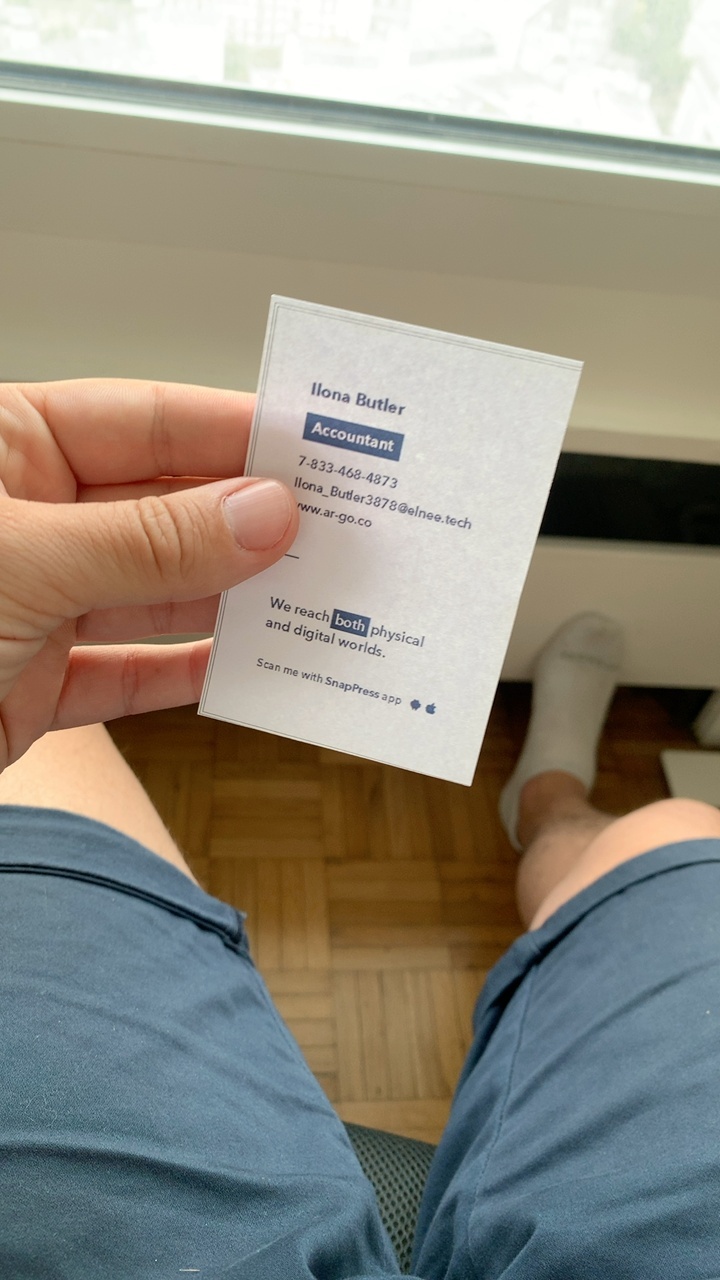 Ilona Butler
Accountant
7-833-468-4873
Ilona_Butler3878@elnee.tech
www.ar-go.co
We reach both physical
and digital worlds.
Scan me with SnapPress app